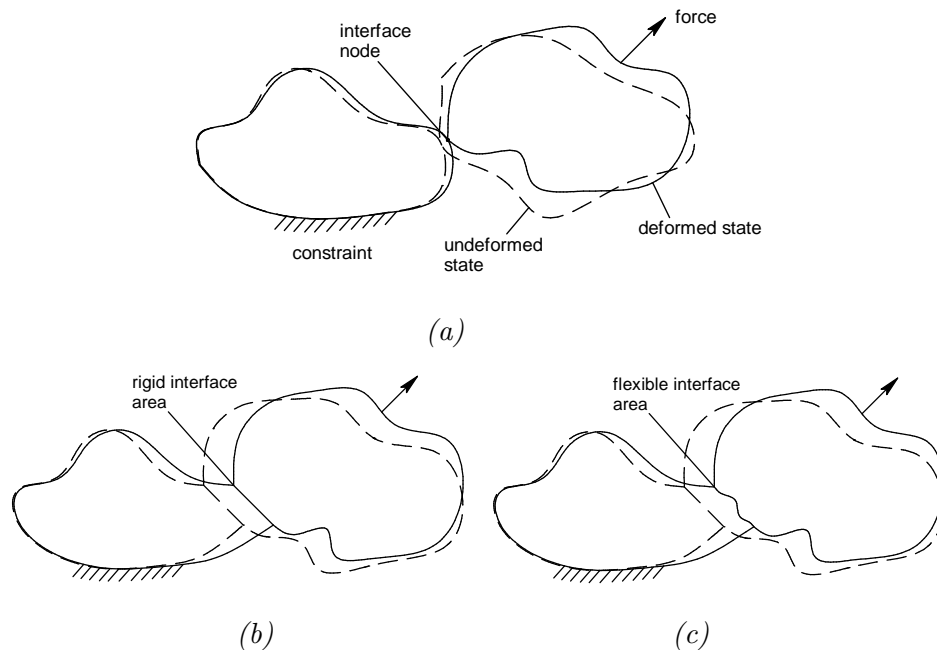 interface
node
force
constraint
undeformed
state
deformed state
(a)
rigid interface
area
flexible interface
area
(b)
(c)